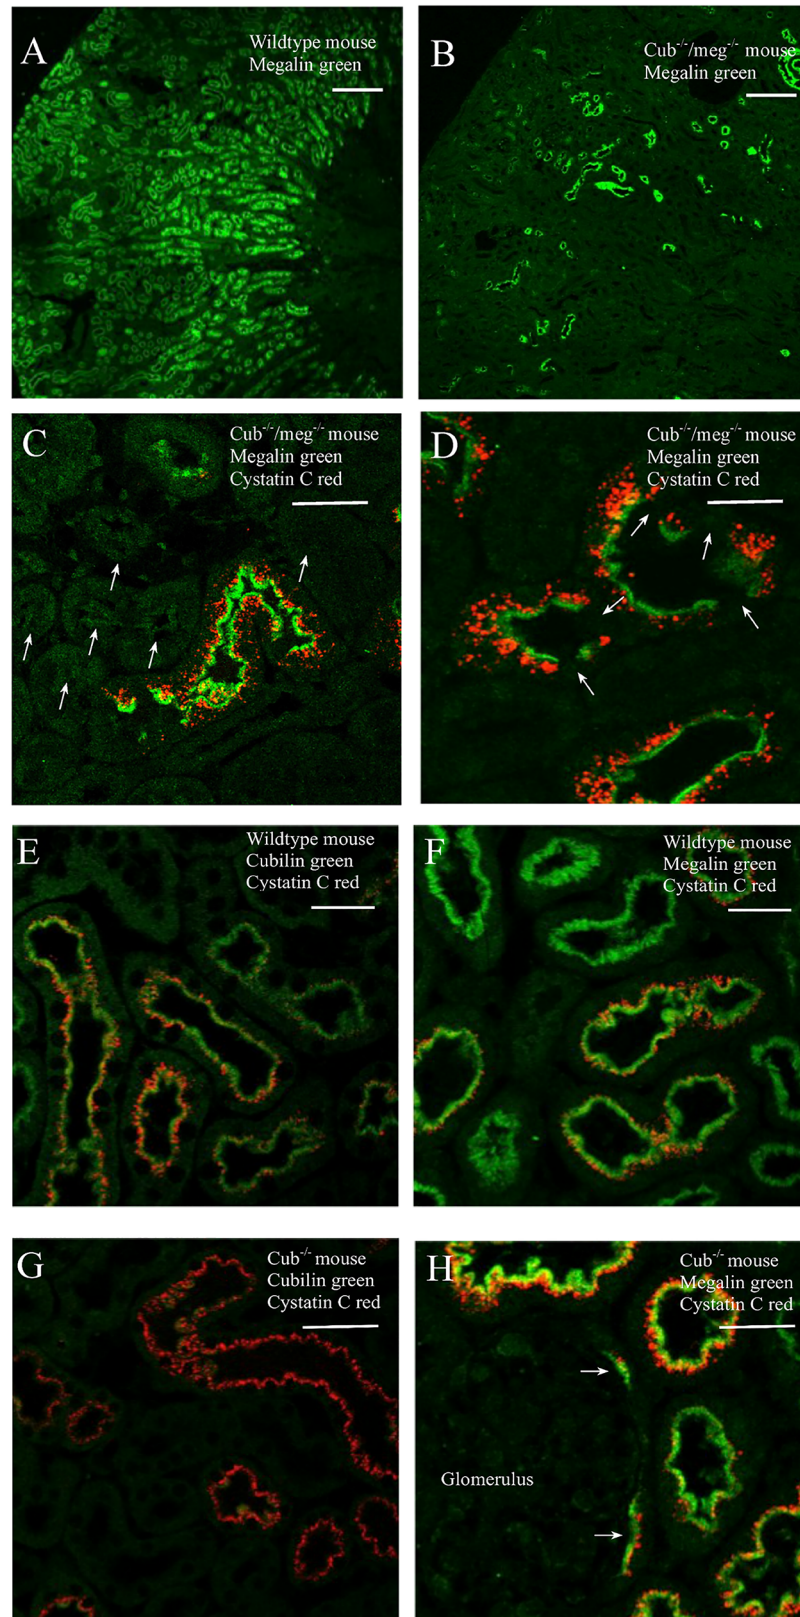 A
Wildtype mouse
Megalin green
B
Cub-/-/meg-/- mouse
Megalin green
C
Cub-/-/meg-/- mouse
Megalin green
Cystatin C red
D
Cub-/-/meg-/- mouse
Megalin green
Cystatin C red
E
Wildtype mouse
Cubilin green
Cystatin C red
F
Wildtype mouse
Megalin green
Cystatin C red
G
Cub-/- mouse
Cubilin green
Cystatin C red
H
Cub-/- mouse
Megalin green
Cystatin C red
Glomerulus